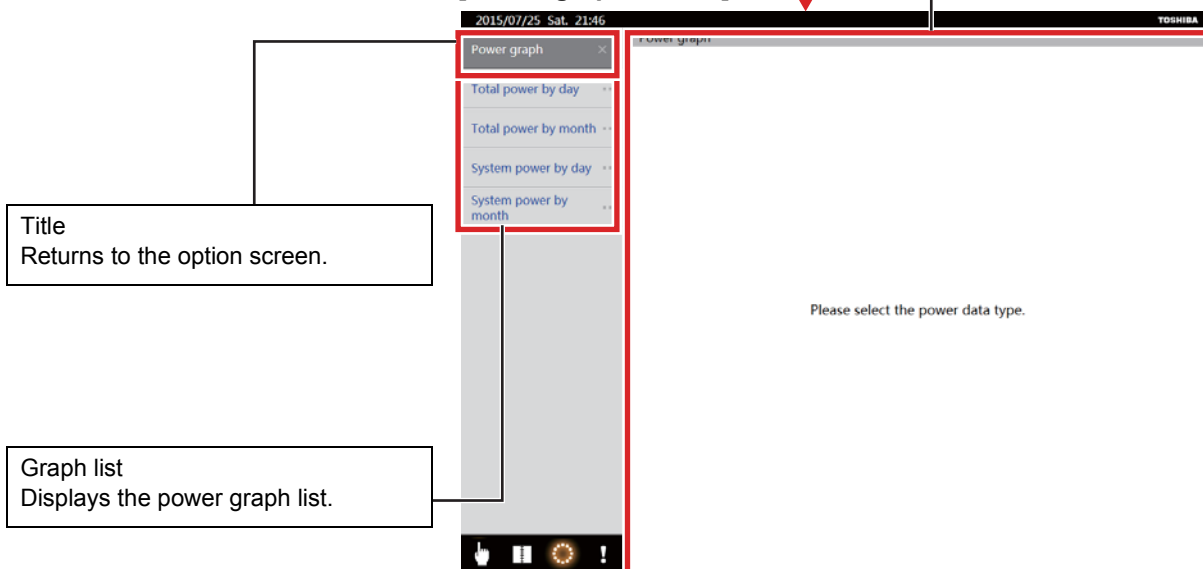 2015/07/25 Sat. 21:46
TOSHIBA
Power graph
Power graph
Total power by day
Total power by month
System power by day
System power by
month
Title
Returns to the option screen.
Please select the power data type.
Graph list
Displays the power graph list.